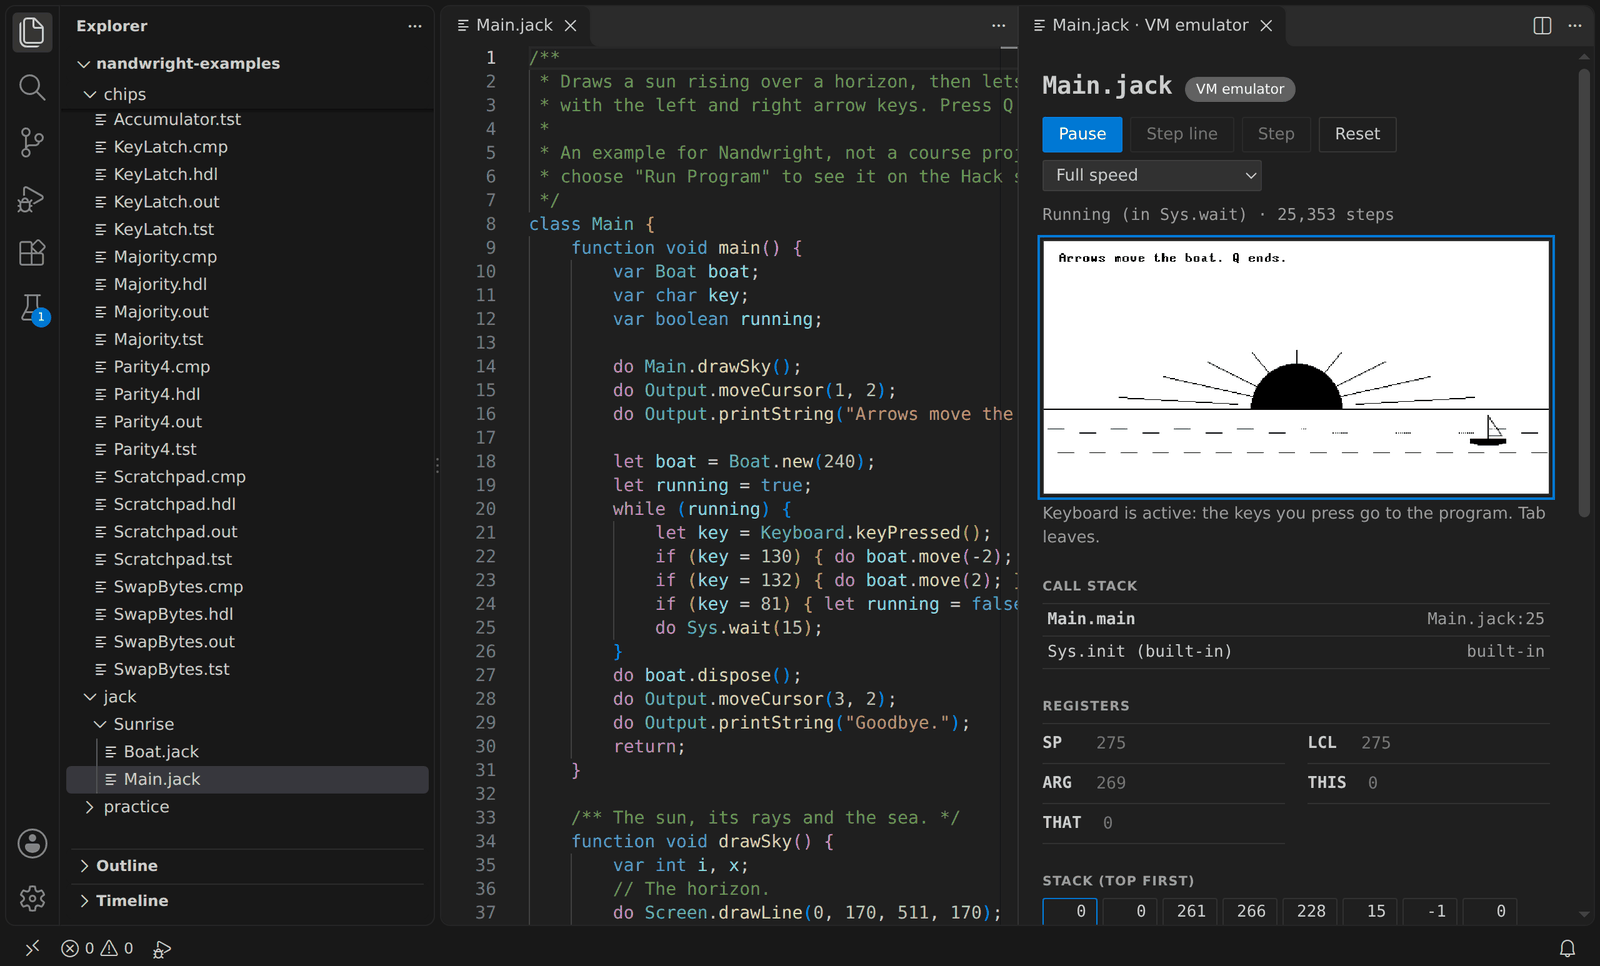 Explorer
nandwright-examples
chips
Accumulator.tst
KeyLatch.cmp
KeyLatch.hdl
KeyLatch.out
KeyLatch.tst
Majority.cmp
Majority.hdl
Majority.out
Majority.tst
Parity4.cmp
Parity4.hdl
Parity4.out
Parity4.tst
Scratchpad.cmp
Scratchpad.hdl
Scratchpad.out
Scratchpad.tst
SwapBytes.cmp
SwapBytes.hdl
SwapBytes.out
SwapBytes.tst
jack
Sunrise
Boat.jack
Main.jack
practice
Outline
Timeline
1
0 0
Main.jack
1 /**
2 * Draws a sun rising over a horizon, then lets
3 * with the left and right arrow keys. Press Q
4 *
5 * An example for Nandwright, not a course pro
6 * choose "Run Program" to see it on the Hack s
7 */
8 class Main {
9 function void main() {
10 var Boat boat;
11 var char key;
12 var boolean running;
13
14 do Main.drawSky();
15 do Output.moveCursor(1, 2);
16 do Output.printString("Arrows move the
17
18 let boat = Boat.new(240);
19 let running = true;
20 while (running) {
21 let key = Keyboard.keyPressed();
22 if (key = 130) { do boat.move(-2);
23 if (key = 132) { do boat.move(2); }
24 if (key = 81) { let running = false
25 do Sys.wait(15);
26 }
27 do boat.dispose();
28 do Output.moveCursor(3, 2);
29 do Output.printString("Goodbye.");
30 return;
31 }
32
33 /** The sun, its rays and the sea. */
34 function void drawSky() {
35 var int i, x;
36 // The horizon.
37 do Screen.drawLine(0, 170, 511, 170);
Main.jack · VM emulator
Main.jack VM emulator
Pause Step line Step Reset
Full speed
Running (in Sys.wait) · 25,353 steps
Arrows move the boat. Q ends.
Keyboard is active: the keys you press go to the program. Tab
leaves.
CALL STACK
Main.main Main.jack:25
Sys.init (built-in) built-in
REGISTERS
SP 275 LCL 275
ARG 269 THIS 0
THAT 0
STACK (TOP FIRST)
0 0 261 266 228 15 -1 0